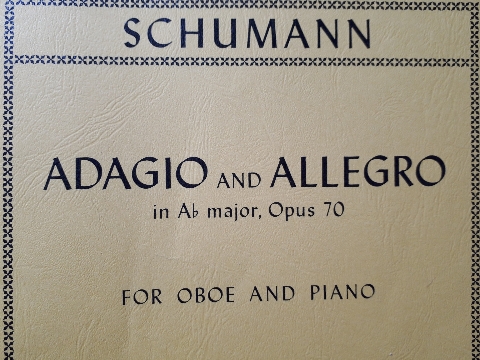 SCHUMANN
ADAGIO AND ALLEGRO
in A♭ major, Opus 70
FOR OBOE AND PIANO